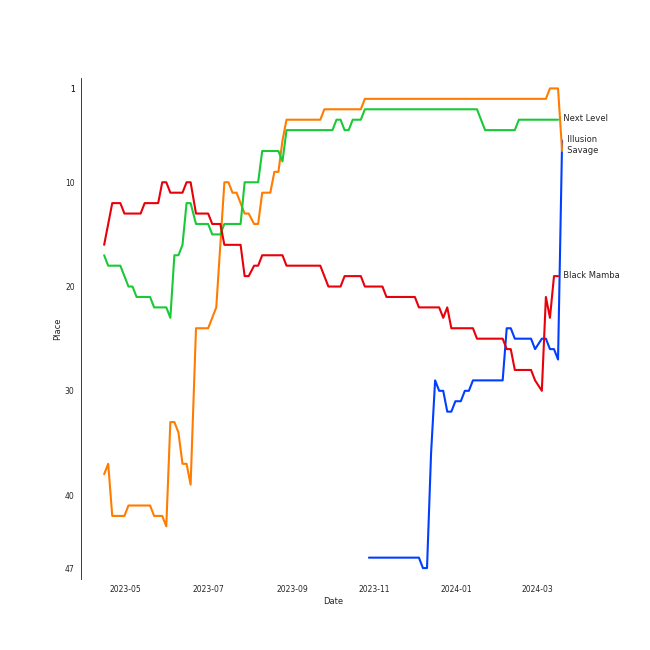 1
10
20
30
40
47
Place
2023-05
2023-07
2023-09
2023-11
2024-01
2024-03
Date
Next Level
Illusion
Savage
Black Mamba